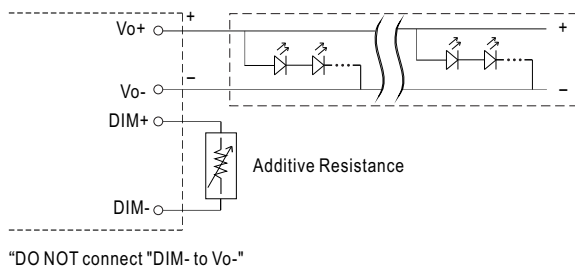 Vo+ + +
Vo- − −
DIM+
Additive Resistance
DIM-
“DO NOT connect "DIM- to Vo-"